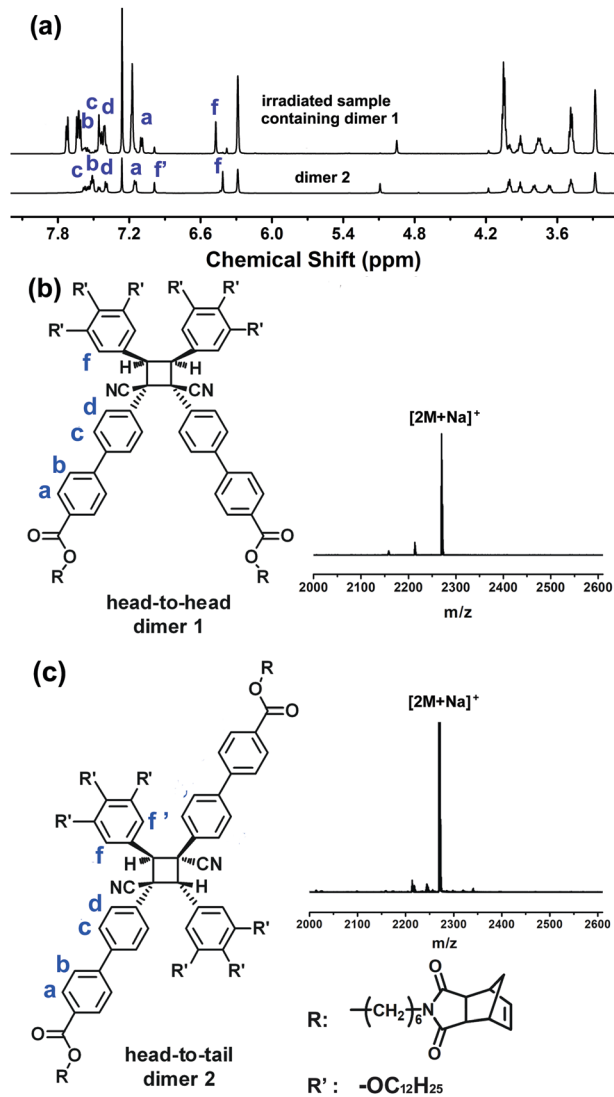 (a)
c
b
d
a
f
irradiated sample
containing dimer 1
c
b
d
a
f'
f
dimer 2
7.8 7.2 6.6 6.0 5.4 4.8 4.2 3.6
Chemical Shift (ppm)
(b)
R' R' R' R'
R' R'
f
H H
NC CN
d
c
b
a
O O
O O
R R
head-to-head
dimer 1
[2M+Na]⁺
2000 2100 2200 2300 2400 2500 2600
m/z
(c)
R
O
O
R' R'
R'
f '
f
H CN
NC H
d
c
b
a
R'
R' R'
O
O
R
head-to-tail
dimer 2
[2M+Na]⁺
2000 2100 2200 2300 2400 2500 2600
m/z
R: (CH₂)₆ N
O
O
R' : -OC₁₂H₂₅